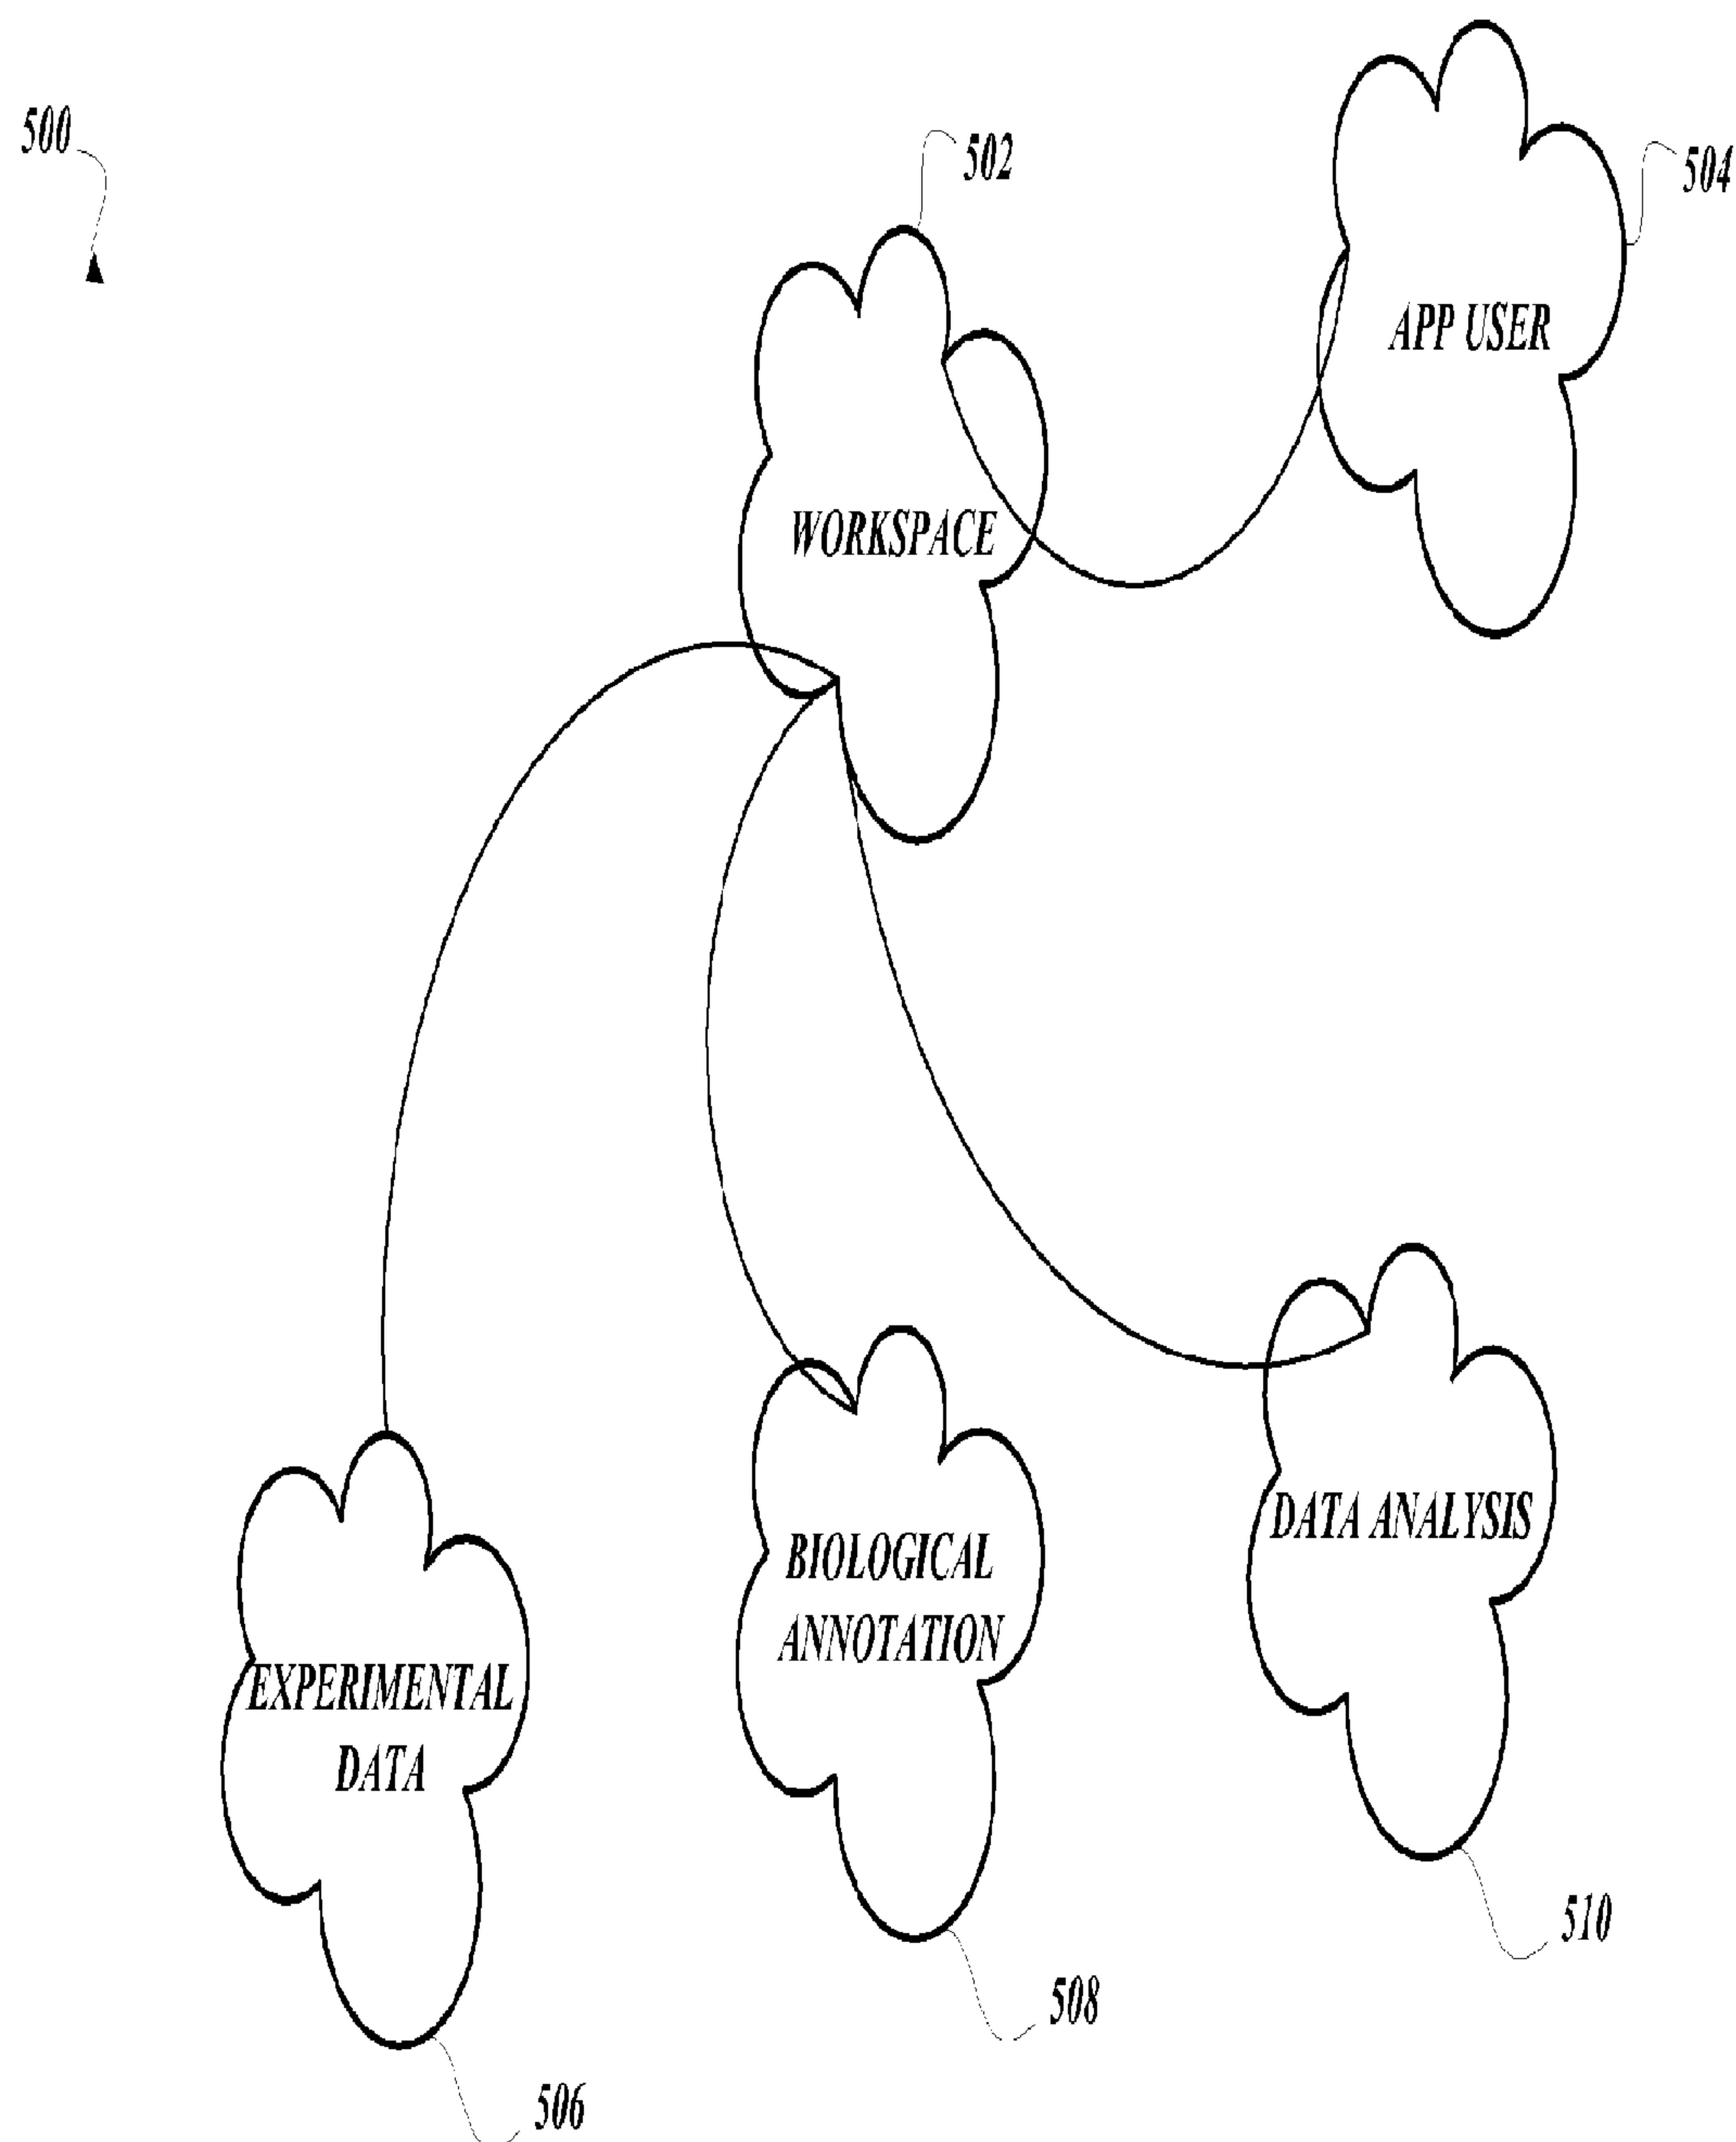 500
502
504
APP USER
WORKSPACE
DATA ANALYSIS
BIOLOGICAL
ANNOTATION
EXPERIMENTAL
DATA
510
508
506